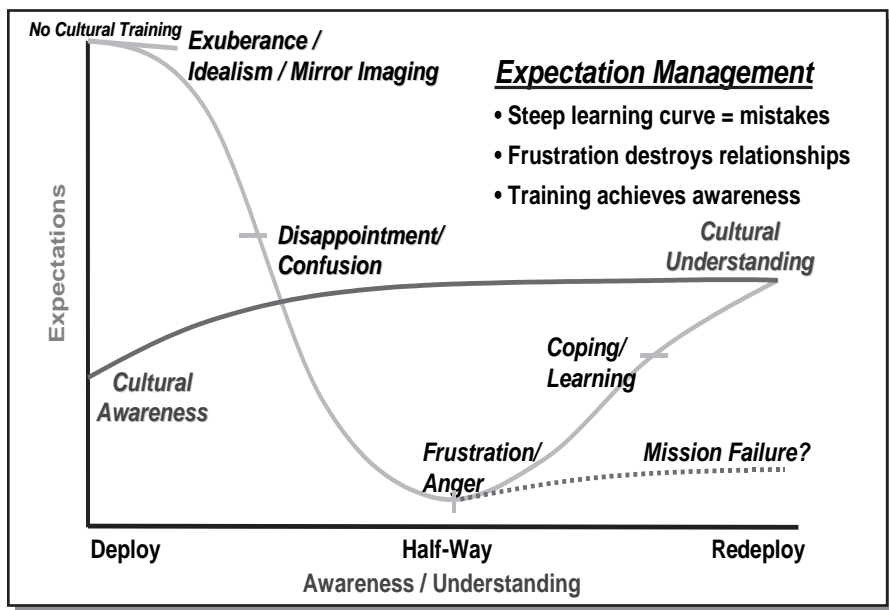 No Cultural Training
Exuberance /
Idealism / Mirror Imaging
Expectation Management
• Steep learning curve = mistakes
• Frustration destroys relationships
• Training achieves awareness
Cultural
Understanding
Disappointment/
Confusion
Expectations
Cultural
Awareness
Coping/
Learning
Frustration/
Anger
Mission Failure?
Deploy
Half-Way
Redeploy
Awareness / Understanding